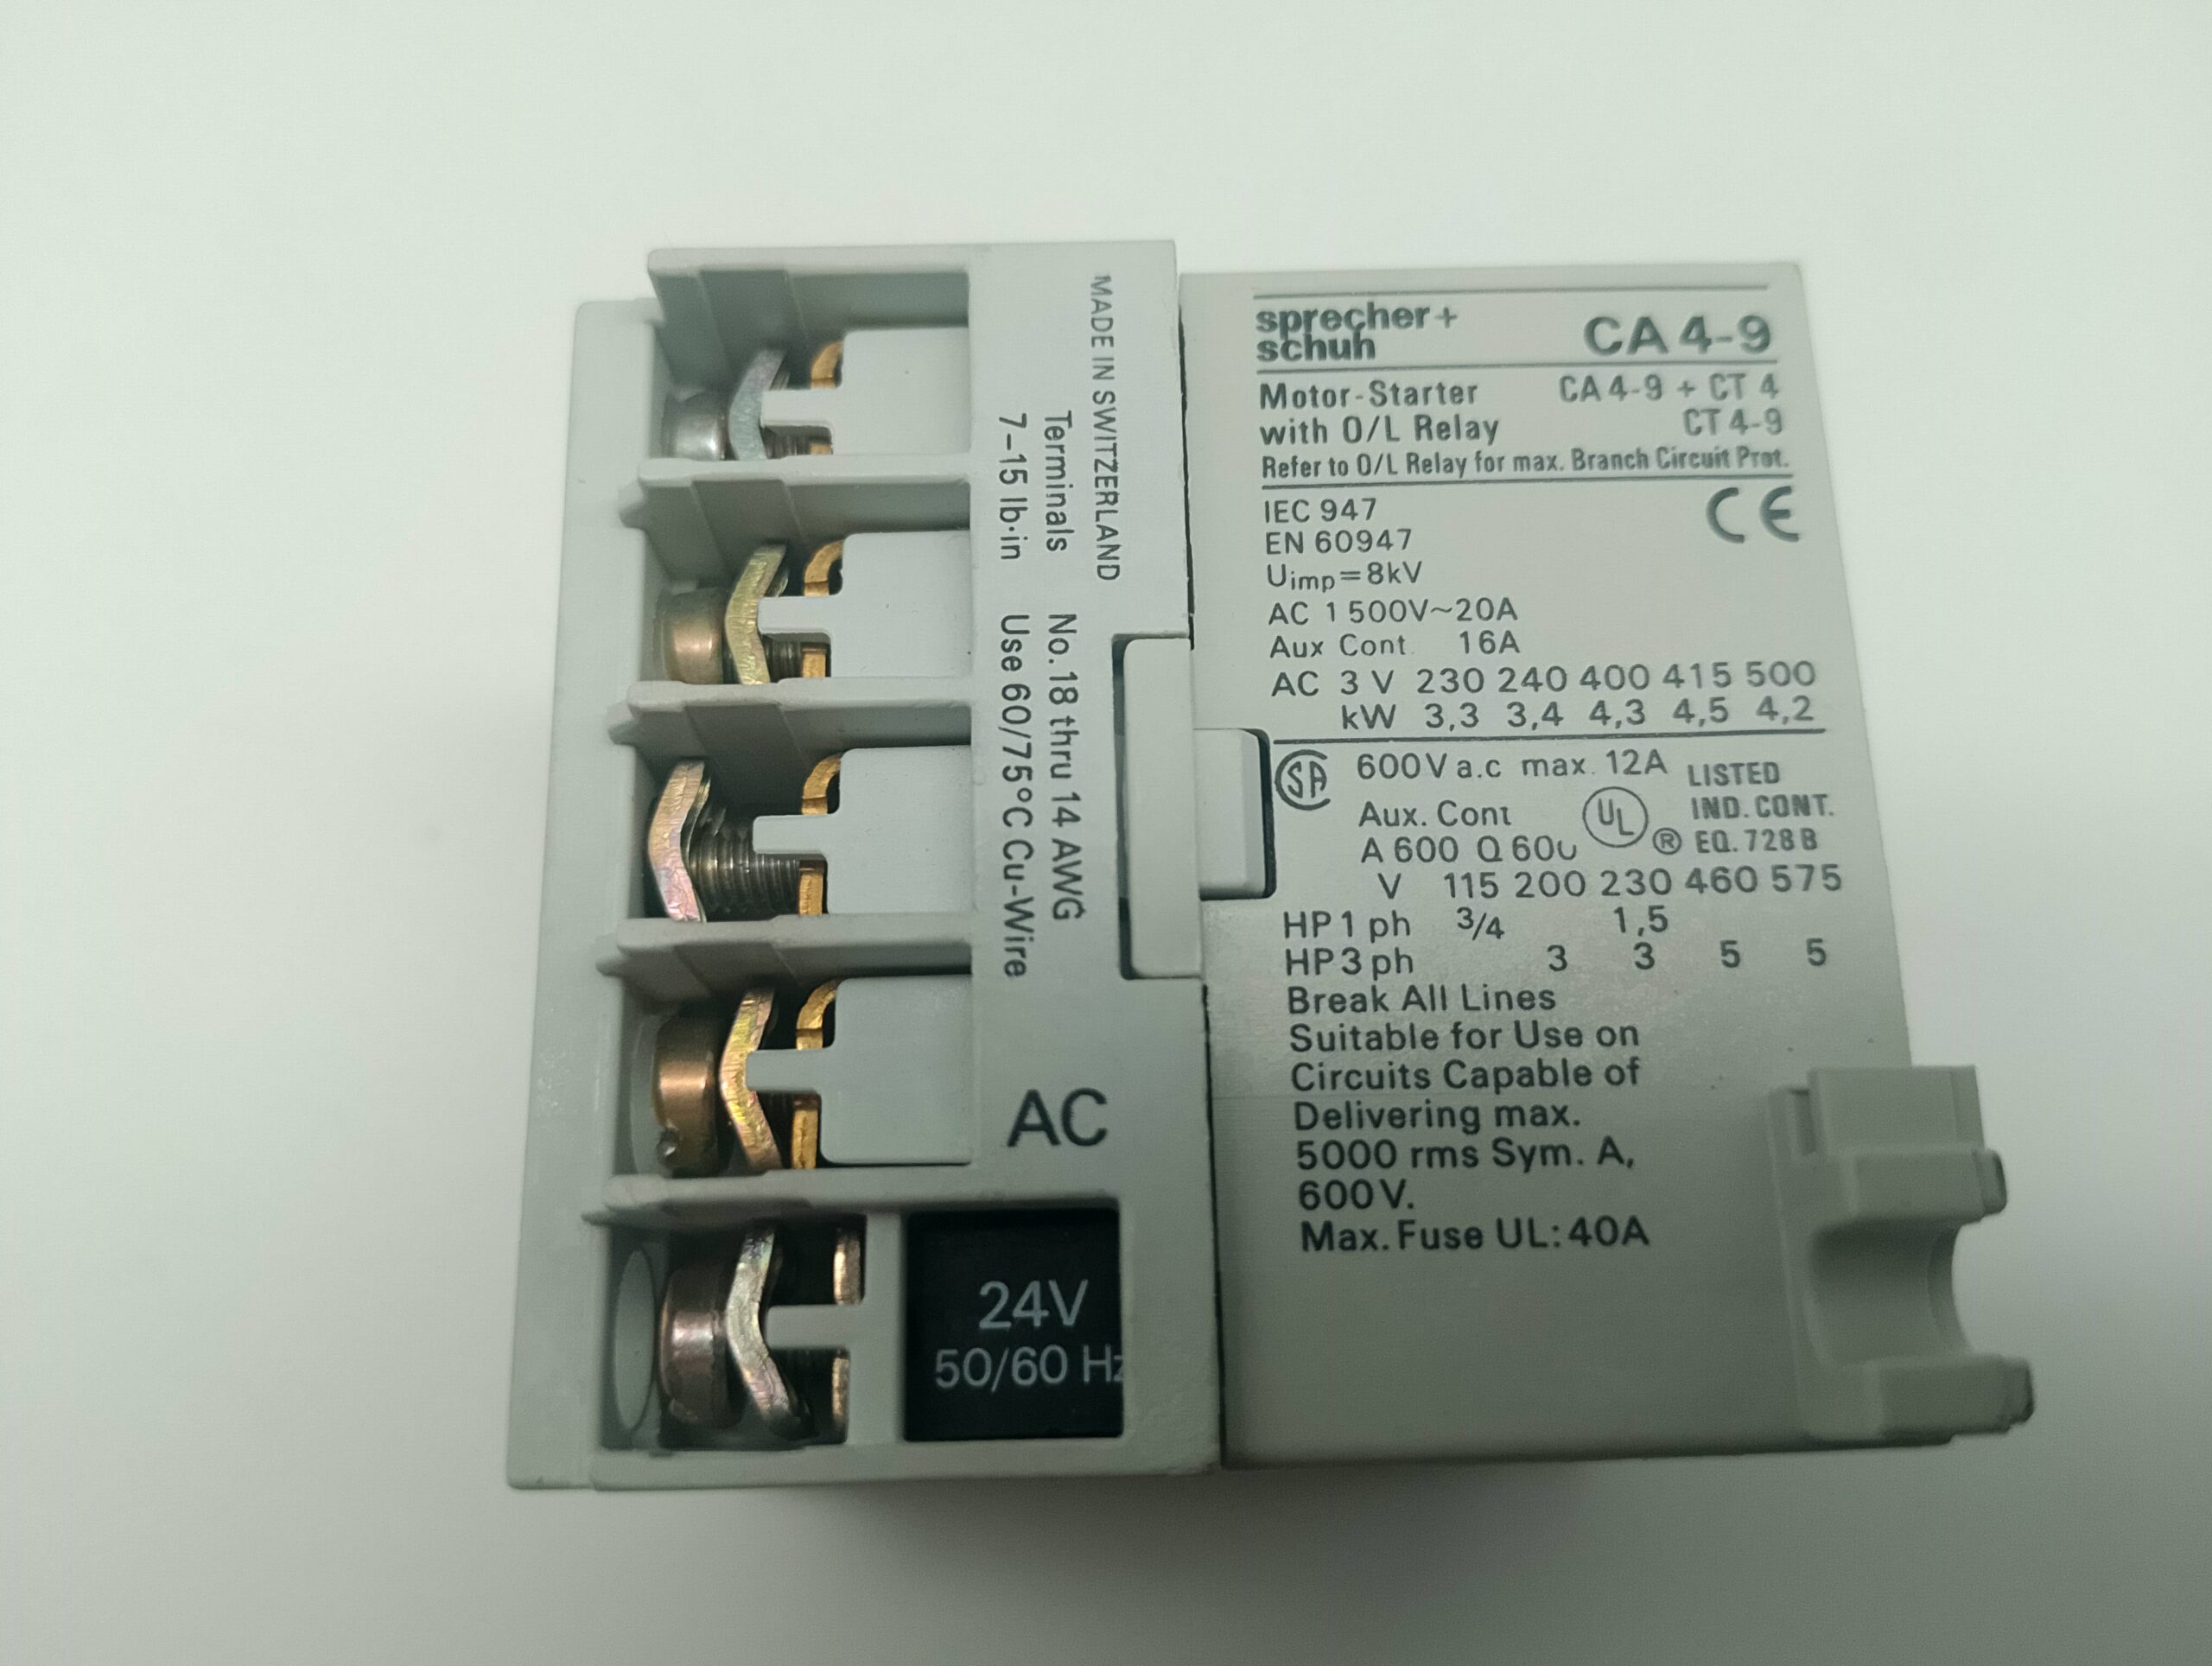 MADE IN SWITZERLAND
Terminals No. 18 thru 14 AWG
7–15 lb·in Use 60/75°C Cu-Wire
AC
24V
50/60 Hz
sprecher+
schuh
CA 4-9
Motor-Starter CA 4-9 + CT 4
with O/L Relay CT 4-9
Refer to O/L Relay for max. Branch Circuit Prot.
IEC 947
CE
EN 60947
Uimp=8kV
AC 1 500V~20A
Aux Cont 16A
AC 3 V 230 240 400 415 500
kW 3,3 3,4 4,3 4,5 4,2
SA 600V a.c max. 12A LISTED
Aux. Cont UL IND. CONT.
A 600 Q 600 ® EQ. 728 B
V 115 200 230 460 575
HP 1 ph 3/4 1,5
HP 3 ph 3 3 5 5
Break All Lines
Suitable for Use on
Circuits Capable of
Delivering max.
5000 rms Sym. A,
600V.
Max. Fuse UL: 40A